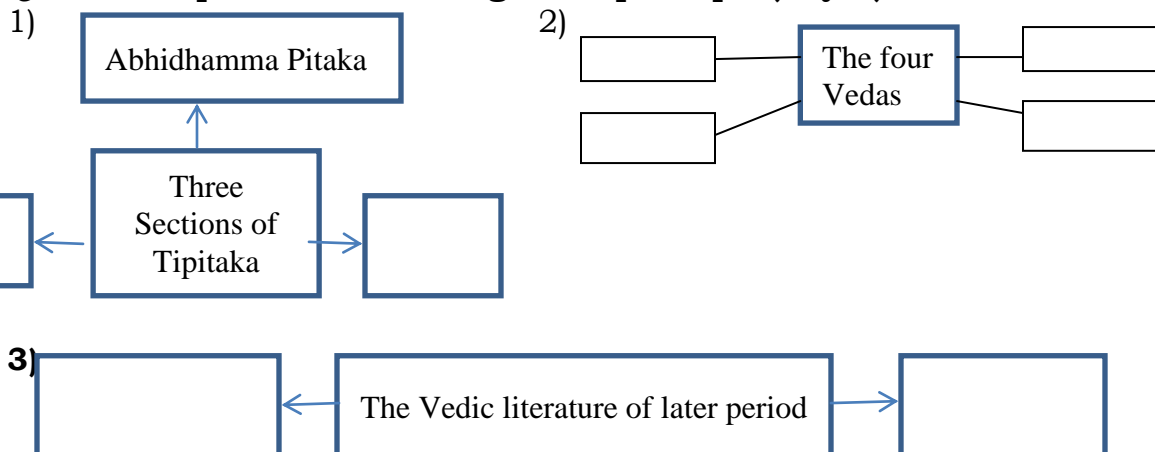 1)
Abhidhamma Pitaka
Three
Sections of
Tipitaka
2)
The four
Vedas
3)
The Vedic literature of later period